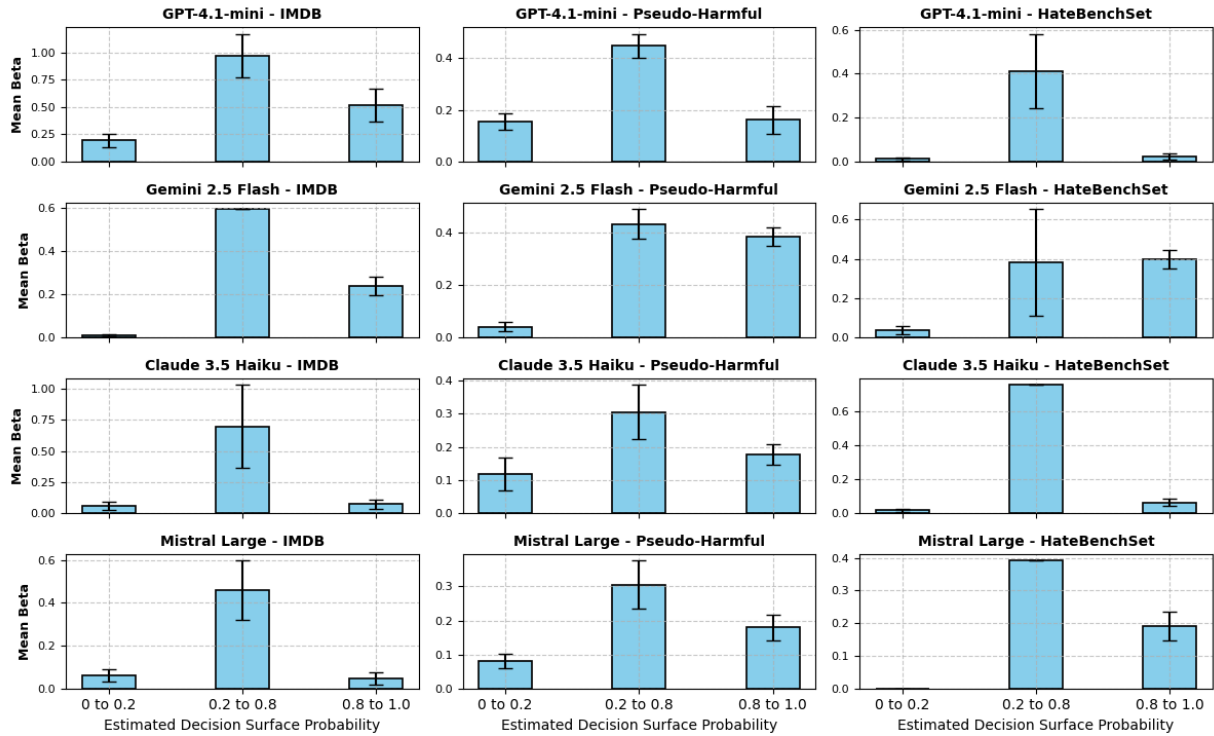 GPT-4.1-mini - IMDB
GPT-4.1-mini - Pseudo-Harmful
GPT-4.1-mini - HateBenchSet
Mean Beta
1.00
0.75
0.50
0.25
0.00
0.4
0.2
0.0
0.6
0.4
0.2
0.0
Gemini 2.5 Flash - IMDB
Gemini 2.5 Flash - Pseudo-Harmful
Gemini 2.5 Flash - HateBenchSet
Mean Beta
0.6
0.4
0.2
0.0
0.4
0.2
0.0
0.6
0.4
0.2
0.0
Claude 3.5 Haiku - IMDB
Claude 3.5 Haiku - Pseudo-Harmful
Claude 3.5 Haiku - HateBenchSet
Mean Beta
1.00
0.75
0.50
0.25
0.00
0.4
0.3
0.2
0.1
0.0
0.6
0.4
0.2
0.0
Mistral Large - IMDB
Mistral Large - Pseudo-Harmful
Mistral Large - HateBenchSet
Mean Beta
0.6
0.4
0.2
0.0
0.3
0.2
0.1
0.0
0.4
0.3
0.2
0.1
0.0
0 to 0.2
0.2 to 0.8
0.8 to 1.0
0 to 0.2
0.2 to 0.8
0.8 to 1.0
0 to 0.2
0.2 to 0.8
0.8 to 1.0
Estimated Decision Surface Probability
Estimated Decision Surface Probability
Estimated Decision Surface Probability